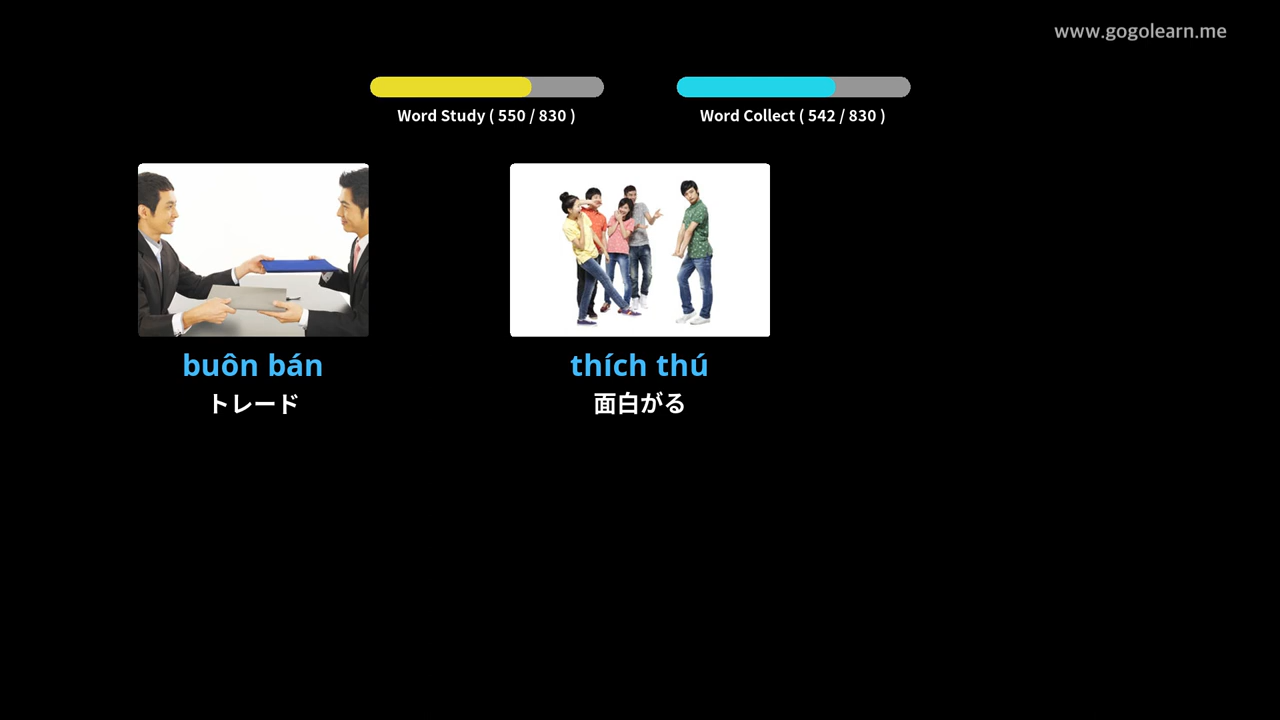 www.gogolearn.me
Word Study ( 550 / 830 )
Word Collect ( 542 / 830 )
buôn bán
トレード
thích thú
面白がる